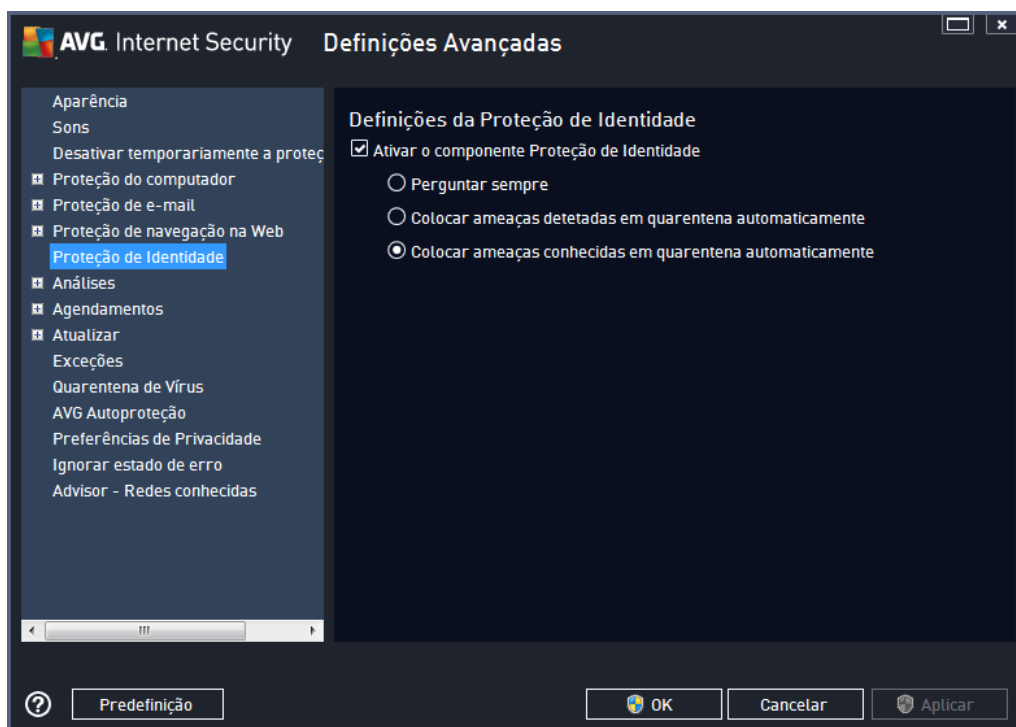 AVG. Internet Security
Definições Avançadas
Aparência
Sons
Desativar temporariamente a proteç
Proteção do computador
Proteção de e-mail
Proteção de navegação na Web
Proteção de Identidade
Análises
Agendamentos
Atualizar
Exceções
Quarentena de Vírus
AVG Autoproteção
Preferências de Privacidade
Ignorar estado de erro
Advisor - Redes conhecidas
Definições da Proteção de Identidade
Ativar o componente Proteção de Identidade
Perguntar sempre
Colocar ameaças detetadas em quarentena automaticamente
Colocar ameaças conhecidas em quarentena automaticamente
? Predefinição
OK
Cancelar
Aplicar